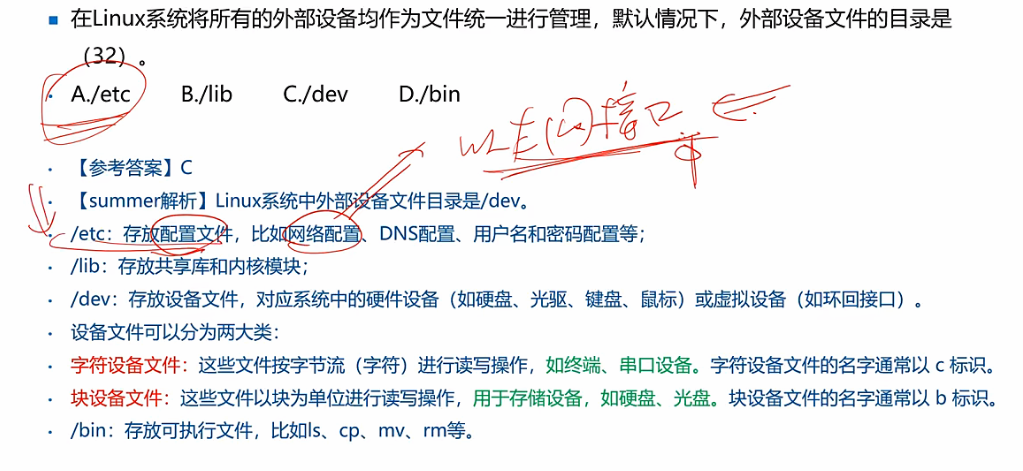 在Linux系统将所有的外部设备均作为文件统一进行管理，默认情况下，外部设备文件的目录是
（32）。
A./etc B./lib C./dev D./bin
【参考答案】C
【summer解析】Linux系统中外部设备文件目录是/dev。
/etc：存放配置文件，比如网络配置、DNS配置、用户名和密码配置等；
/lib：存放共享库和内核模块；
/dev：存放设备文件，对应系统中的硬件设备（如硬盘、光驱、键盘、鼠标）或虚拟设备（如环回接口）。
设备文件可以分为两大类：
字符设备文件：这些文件按字节流（字符）进行读写操作，如终端、串口设备。字符设备文件的名字通常以 c 标识。
块设备文件：这些文件以块为单位进行读写操作，用于存储设备，如硬盘、光盘。块设备文件的名字通常以 b 标识。
/bin：存放可执行文件，比如ls、cp、mv、rm等。
接口